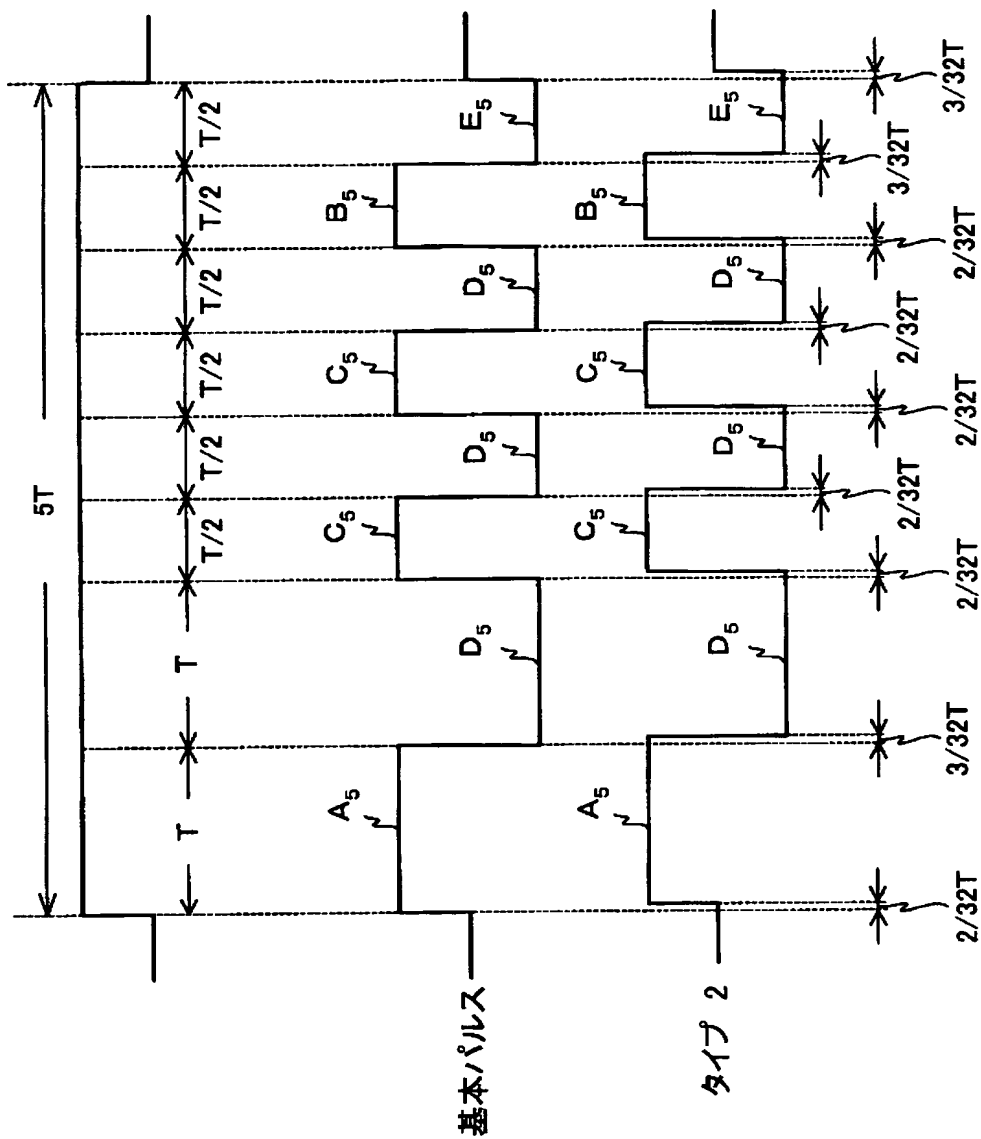 5T
T
T
T/2
T/2
T/2
T/2
T/2
T/2
基本パルス
A₅
D₅
C₅
D₅
C₅
D₅
B₅
E₅
タイプ 2
A₅
D₅
C₅
D₅
C₅
D₅
B₅
E₅
2/32T
3/32T
2/32T
2/32T
2/32T
2/32T
2/32T
3/32T
3/32T